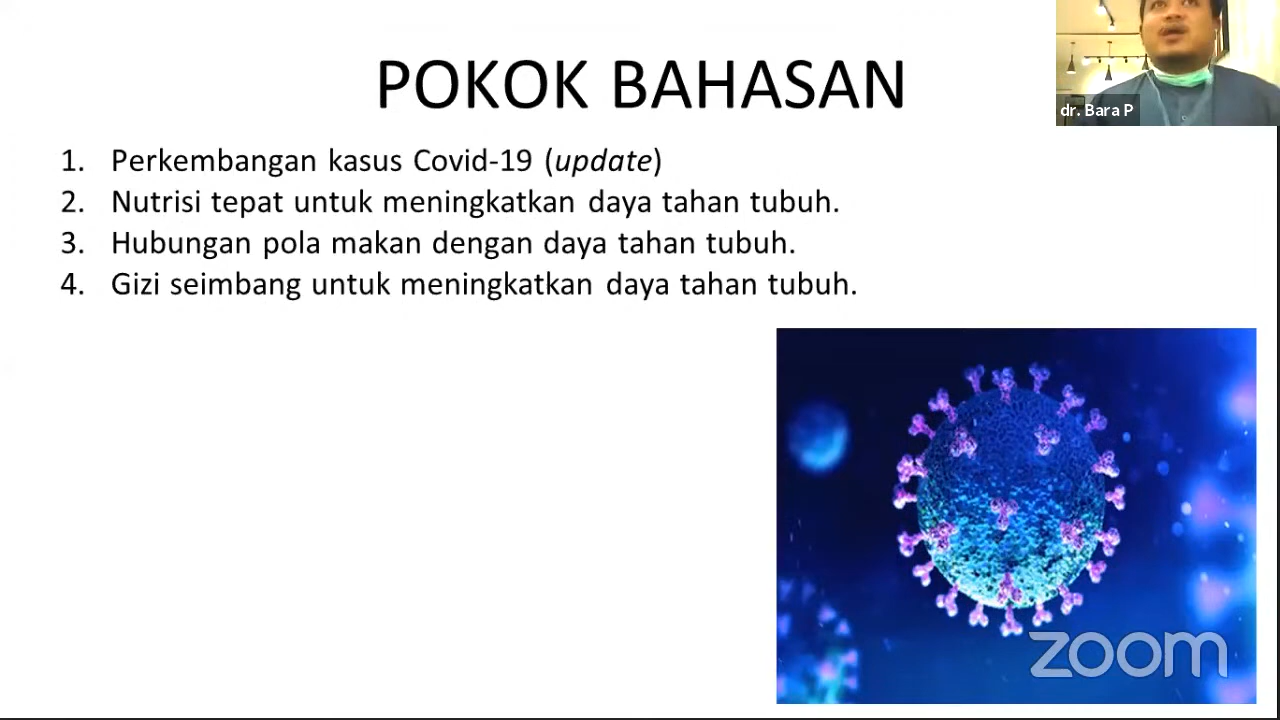 POKOK BAHASAN
dr. Bara P
1. Perkembangan kasus Covid-19 (update)
2. Nutrisi tepat untuk meningkatkan daya tahan tubuh.
3. Hubungan pola makan dengan daya tahan tubuh.
4. Gizi seimbang untuk meningkatkan daya tahan tubuh.
zoom